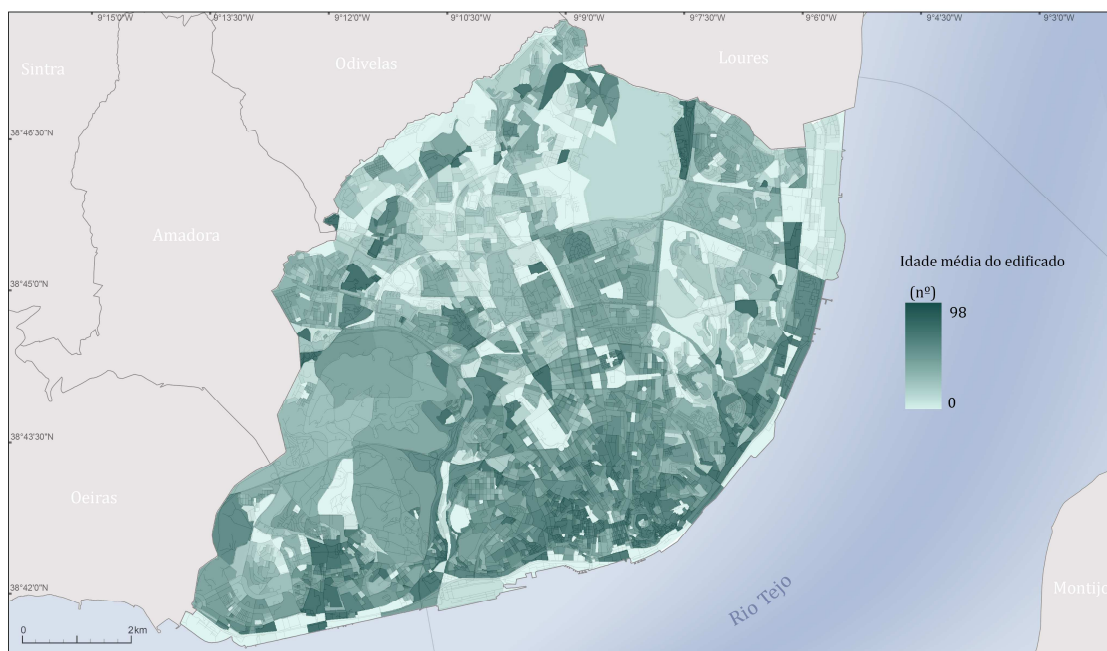 9°15'0"W 9°13'30"W 9°12'0"W 9°10'30"W 9°9'0"W 9°7'30"W 9°6'0"W 9°4'30"W 9°3'0"W
Sintra
Odivelas
Loures
38°46'30"N
Amadora
Idade média do edificado
(nº)
98
0
38°45'0"N
38°43'30"N
Oeiras
38°42'0"N
Montijo
Rio Tejo
0 2km